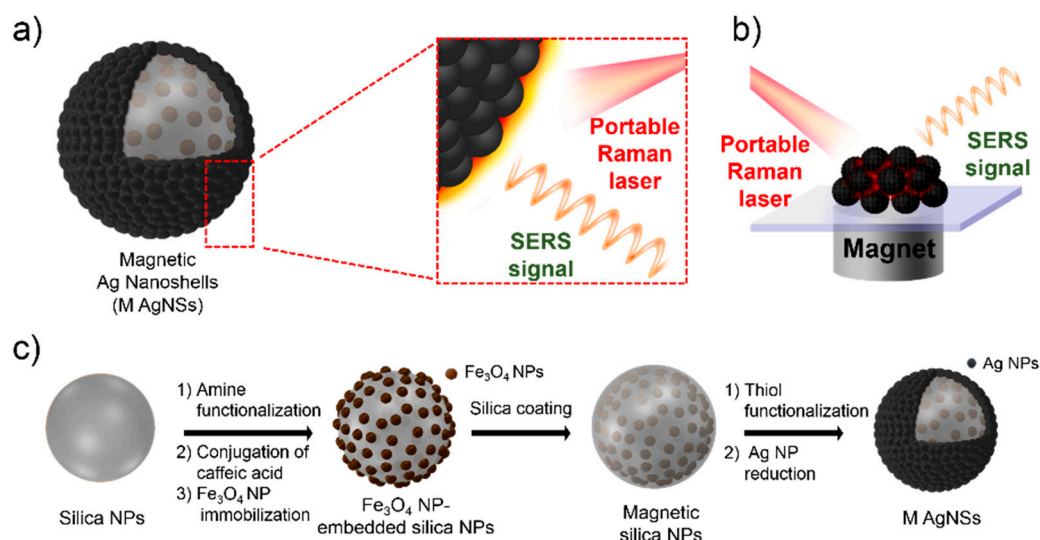 a)
Magnetic
Ag Nanoshells
(M AgNSs)
Portable
Raman
laser
SERS
signal
b)
Portable
Raman
laser
SERS
signal
Magnet
c)
Silica NPs
1) Amine
functionalization
2) Conjugation of
caffeic acid
3) Fe₃O₄ NP
immobilization
Fe₃O₄ NPs
Fe₃O₄ NP-
embedded silica NPs
Silica coating
Magnetic
silica NPs
1) Thiol
functionalization
2) Ag NP
reduction
Ag NPs
M AgNSs